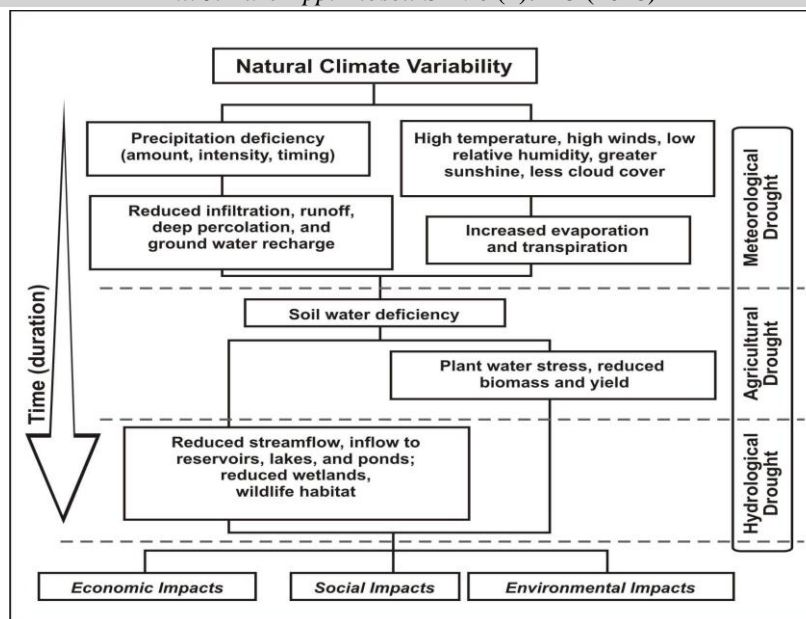 Natural Climate Variability
Precipitation deficiency
(amount, intensity, timing)
High temperature, high winds, low
relative humidity, greater
sunshine, less cloud cover
Reduced infiltration, runoff,
deep percolation, and
ground water recharge
Increased evaporation
and transpiration
Meteorological
Drought
Time (duration)
Soil water deficiency
Plant water stress, reduced
biomass and yield
Agricultural
Drought
Reduced streamflow, inflow to
reservoirs, lakes, and ponds;
reduced wetlands,
wildlife habitat
Hydrological
Drought
Economic Impacts
Social Impacts
Environmental Impacts